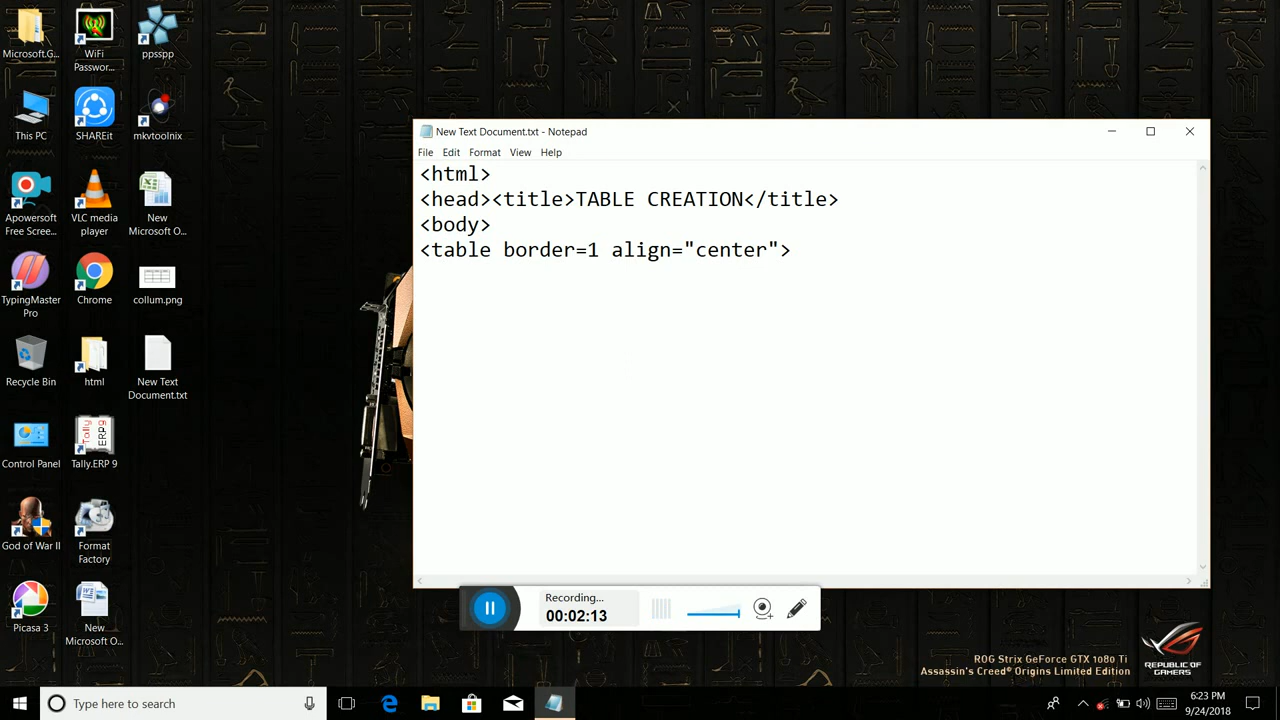 Microsoft.G...
WiFi
Passwor...
ppsspp
This PC
SHAREit
mkvtoolnix
Apowersoft
Free Scree...
VLC media
player
New
Microsoft O...
TypingMaster
Pro
Chrome
collum.png
Recycle Bin
html
New Text
Document.txt
Control Panel
Tally.ERP 9
God of War II
Format
Factory
Picasa 3
New
Microsoft O...
New Text Document.txt - Notepad
File Edit Format View Help
<html>
<head><title>TABLE CREATION</title>
<body>
<table border=1 align="center">
Recording...
00:02:13
ROG Strix GeForce GTX 1080 Ti
Assassin's Creed® Origins Limited Edition
REPUBLIC OF
GAMERS
Type here to search
6:23 PM
9/24/2018